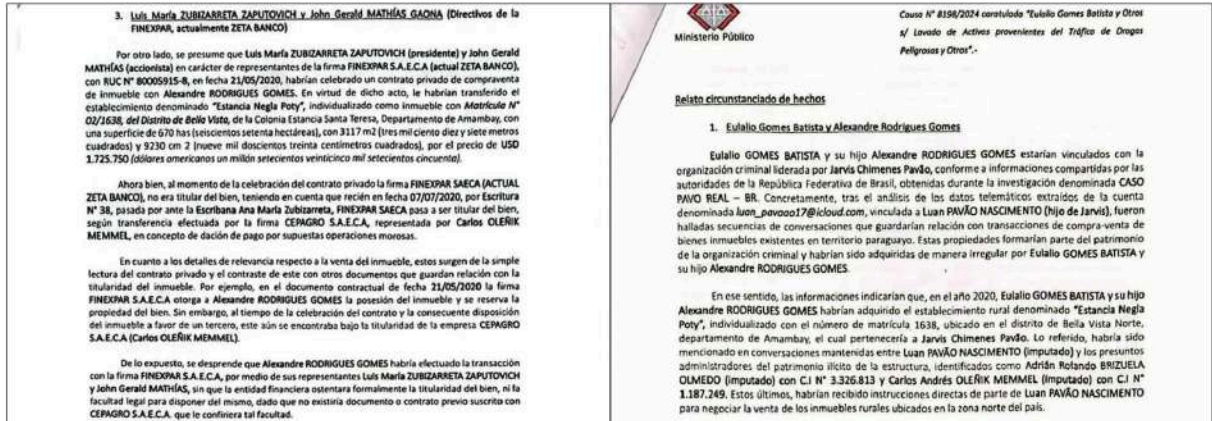 3. Luis María ZUBIZARRETA ZAPUTOVICH y John Gerald MATHÍAS GAONA (Directivos de la
FINEXPAR, actualmente ZETA BANCO)
Por otro lado, se presume que Luis María ZUBIZARRETA ZAPUTOVICH (presidente) y John Gerald
MATHÍAS (accionista) en carácter de representantes de la firma FINEXPAR S.A.E.C.A (actual ZETA BANCO),
con RUC N° 80005915-8, en fecha 21/05/2020, habrían celebrado un contrato privado de compraventa
de inmueble con Alexandre RODRIGUES GOMES. En virtud de dicho acto, le habrían transferido el
establecimiento denominado "Estancia Negla Poty", individualizado como inmueble con Matrícula N°
02/1638, del Distrito de Bella Vista, de la Colonia Estancia Santa Teresa, Departamento de Amambay, con
una superficie de 670 has (seiscientos setenta hectáreas), con 3117 m2 (tres mil ciento diez y siete metros
cuadrados) y 9230 cm 2 (nueve mil doscientos treinta centímetros cuadrados), por el precio de USD
1.725.750 (dólares americanos un millón setecientos veinticinco mil setecientos cincuenta).
Ahora bien, al momento de la celebración del contrato privado la firma FINEXPAR SAECA (ACTUAL
ZETA BANCO), no era titular del bien, teniendo en cuenta que recién en fecha 07/07/2020, por Escritura
N° 38, pasada por ante la Escribana Ana María Zubizarreta, FINEXPAR SAECA pasa a ser titular del bien,
según transferencia efectuada por la firma CEPAGRO S.A.E.C.A, representada por Carlos OLEÑIK
MEMMEL, en concepto de dación de pago por supuestas operaciones morosas.
En cuanto a los detalles de relevancia respecto a la venta del inmueble, estos surgen de la simple
lectura del contrato privado y el contraste de este con otros documentos que guardan relación con la
titularidad del inmueble. Por ejemplo, en el documento contractual de fecha 21/05/2020 la firma
FINEXPAR S.A.E.C.A otorga a Alexandre RODRIGUES GOMES la posesión del inmueble y se reserva la
propiedad del bien. Sin embargo, al tiempo de la celebración del contrato y la consecuente disposición
del inmueble a favor de un tercero, este aún se encontraba bajo la titularidad de la empresa CEPAGRO
S.A.E.C.A (Carlos OLEÑIK MEMMEL).
De lo expuesto, se desprende que Alexandre RODRIGUES GOMES habría efectuado la transacción
con la firma FINEXPAR S.A.E.C.A, por medio de sus representantes Luis María ZUBIZARRETA ZAPUTOVICH
y John Gerald MATHÍAS, sin que la entidad financiera ostentara formalmente la titularidad del bien, ni la
facultad legal para disponer del mismo, dado que no existiría documento o contrato previo suscrito con
CEPAGRO S.A.E.C.A. que le confiriera tal facultad.
Ministerio Público
Causa N° 8198/2024 caratulada "Eulalio Gomes Batista y Otros
s/ Lavado de Activos provenientes del Tráfico de Drogas
Peligrosas y Otros".-
Relato circunstanciado de hechos
1. Eulalio Gomes Batista y Alexandre Rodrigues Gomes
Eulalio GOMES BATISTA y su hijo Alexandre RODRIGUES GOMES estarían vinculados con la
organización criminal liderada por Jarvis Chimenes Pavão, conforme a informaciones compartidas por las
autoridades de la República Federativa de Brasil, obtenidas durante la investigación denominada CASO
PAVO REAL – BR. Concretamente, tras el análisis de los datos telemáticos extraídos de la cuenta
denominada luan_pavaoo17@icloud.com, vinculada a Luan PAVÃO NASCIMENTO (hijo de Jarvis), fueron
halladas secuencias de conversaciones que guardarían relación con transacciones de compra-venta de
bienes inmuebles existentes en territorio paraguayo. Estas propiedades formarían parte del patrimonio
de la organización criminal y habrían sido adquiridas de manera irregular por Eulalio GOMES BATISTA y
su hijo Alexandre RODRIGUES GOMES.
En ese sentido, las informaciones indicarían que, en el año 2020, Eulalio GOMES BATISTA y su hijo
Alexandre RODRIGUES GOMES habrían adquirido el establecimiento rural denominado "Estancia Negla
Poty", individualizado con el número de matrícula 1638, ubicado en el distrito de Bella Vista Norte,
departamento de Amambay, el cual pertenecería a Jarvis Chimenes Pavão. Lo referido, habría sido
mencionado en conversaciones mantenidas entre Luan PAVÃO NASCIMENTO (imputado) y los presuntos
administradores del patrimonio ilícito de la estructura, identificados como Adrián Rolando BRIZUELA
OLMEDO (imputado) con C.I N° 3.326.813 y Carlos Andrés OLEÑIK MEMMEL (imputado) con C.I N°
1.187.249. Estos últimos, habrían recibido instrucciones directas de parte de Luan PAVÃO NASCIMENTO
para negociar la venta de los inmuebles rurales ubicados en la zona norte del país.